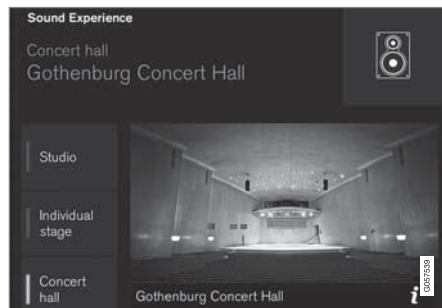 Sound Experience
Concert hall
Gothenburg Concert Hall
Studio
Individual
stage
Concert
hall
Gothenburg Concert Hall
i
G057539